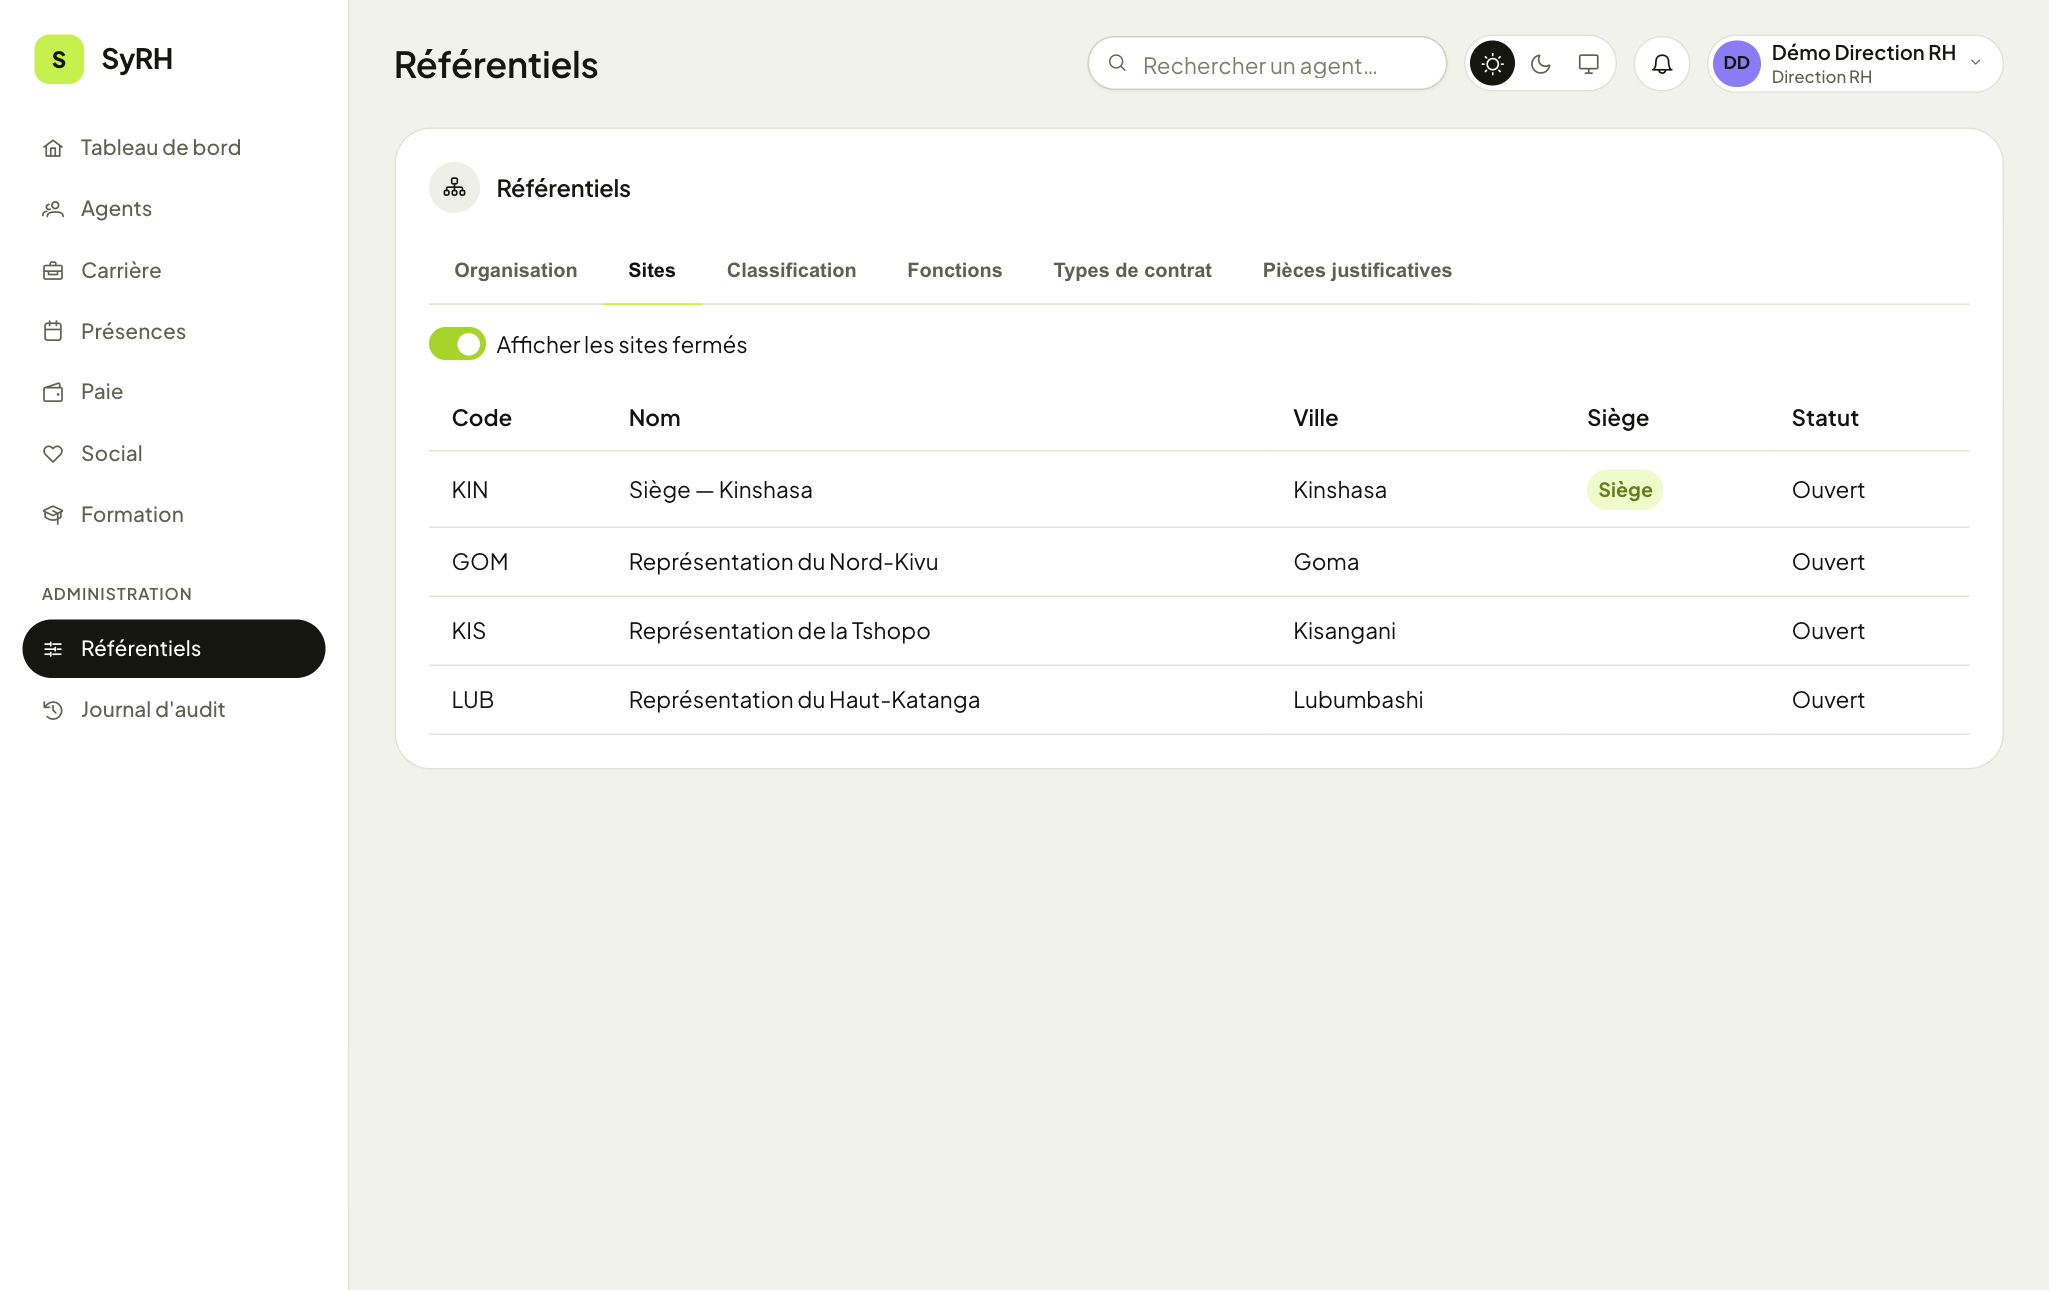 S SyRH
Tableau de bord
Agents
Carrière
Présences
Paie
Social
Formation
ADMINISTRATION
Référentiels
Journal d'audit
Référentiels
Rechercher un agent...
DD
Démo Direction RH
Direction RH
Référentiels
Organisation Sites Classification Fonctions Types de contrat Pièces justificatives
Afficher les sites fermés
Code Nom Ville Siège Statut
KIN Siège — Kinshasa Kinshasa Siège Ouvert
GOM Représentation du Nord-Kivu Goma Ouvert
KIS Représentation de la Tshopo Kisangani Ouvert
LUB Représentation du Haut-Katanga Lubumbashi Ouvert